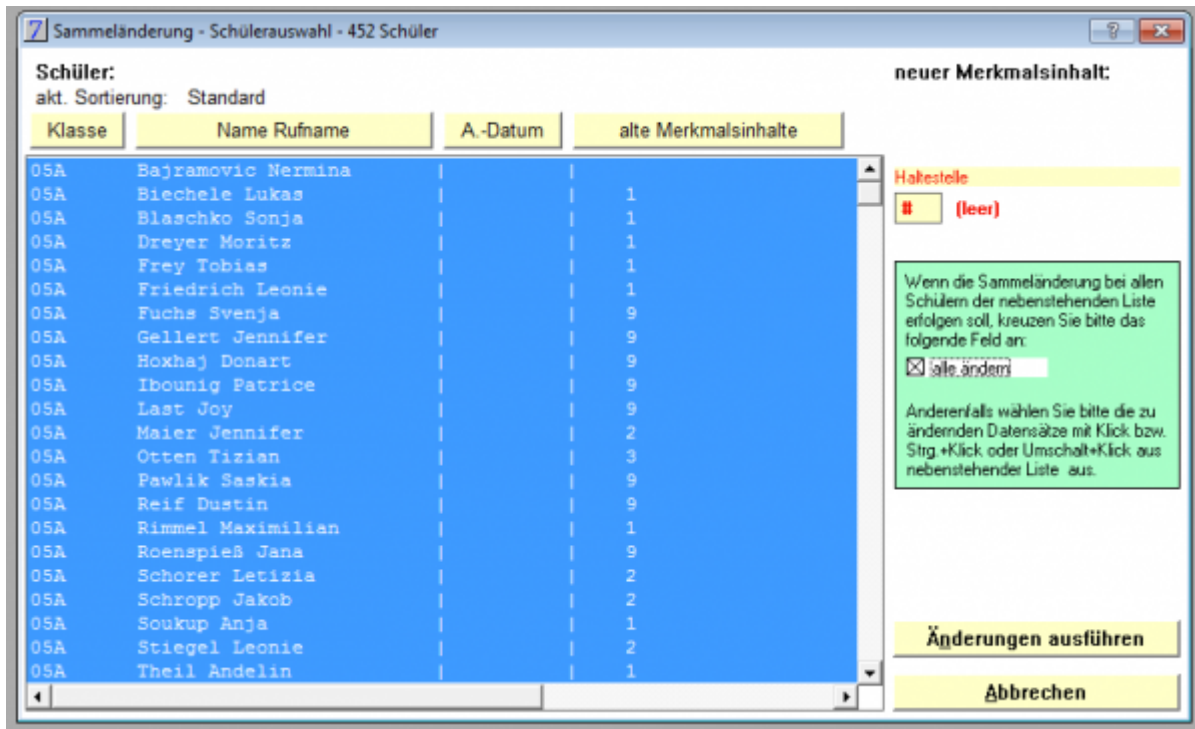 7 Sammeländerung - Schülerauswahl - 452 Schüler ?
Schüler:
akt. Sortierung: Standard
Klasse Name Rufname A.-Datum alte Merkmalsinhalte
05A Bajramovic Nermina | |
05A Biechele Lukas | | 1
05A Blaschko Sonja | | 1
05A Dreyer Moritz | | 1
05A Frey Tobias | | 1
05A Friedrich Leonie | | 1
05A Fuchs Svenja | | 9
05A Gellert Jennifer | | 9
05A Hoxhaj Donart | | 9
05A Ibounig Patrice | | 9
05A Last Joy | | 9
05A Maier Jennifer | | 2
05A Otten Tizian | | 3
05A Pawlik Saskia | | 9
05A Reif Dustin | | 9
05A Rimmel Maximilian | | 1
05A Roenspieß Jana | | 9
05A Schorer Letizia | | 2
05A Schropp Jakob | | 2
05A Soukup Anja | | 1
05A Stiegel Leonie | | 2
05A Theil Andelin | | 1
neuer Merkmalsinhalt:
Haltestelle
# (leer)
Wenn die Sammeländerung bei allen
Schülern der nebenstehenden Liste
erfolgen soll, kreuzen Sie bitte das
folgende Feld an:
alle ändern
Anderenfalls wählen Sie bitte die zu
ändernden Datensätze mit Klick bzw.
Strg.+Klick oder Umschalt+Klick aus
nebenstehender Liste aus.
Änderungen ausführen
Abbrechen